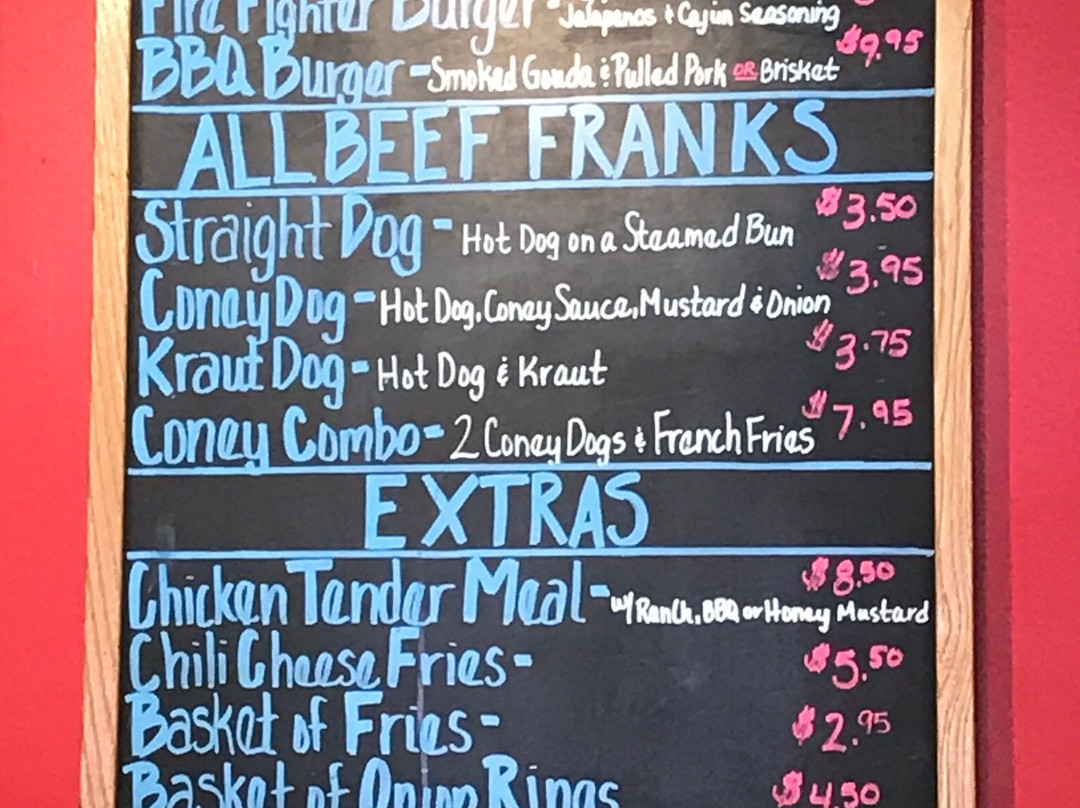 Fire Fighter Burger - Jalapenos & Cajun Seasoning
BBQ Burger - Smoked Gouda & Pulled Pork OR Brisket $9.95
ALL BEEF FRANKS
Straight Dog - Hot Dog on a Steamed Bun $3.50
Coney Dog - Hot Dog, Coney Sauce, Mustard & Onion $3.95
Kraut Dog - Hot Dog & Kraut $3.75
Coney Combo - 2 Coney Dogs & French Fries $7.95
EXTRAS
Chicken Tender Meal - w/ Ranch, BBQ or Honey Mustard $8.50
Chili Cheese Fries - $5.50
Basket of Fries - $2.95
Basket of Onion Rings $4.50